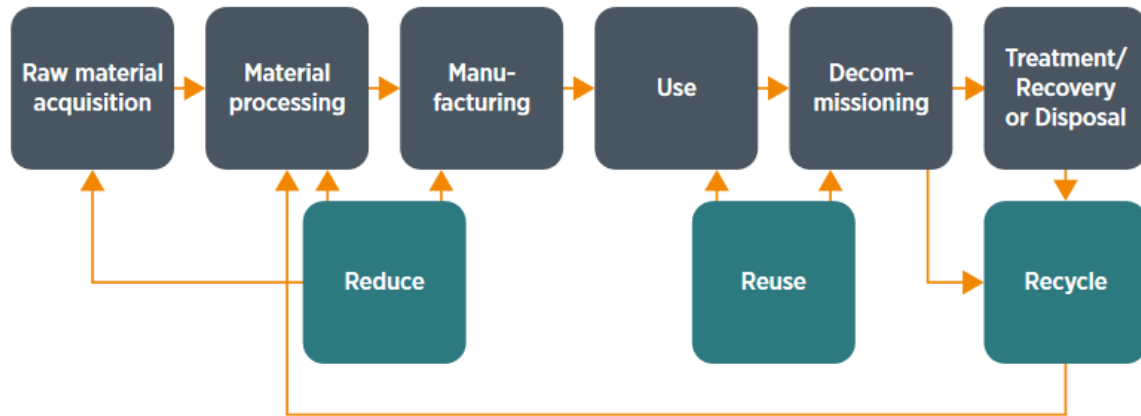 Raw material
acquisition
Material
processing
Manu-
facturing
Use
Decom-
missioning
Treatment/
Recovery
or Disposal
Reduce
Reuse
Recycle